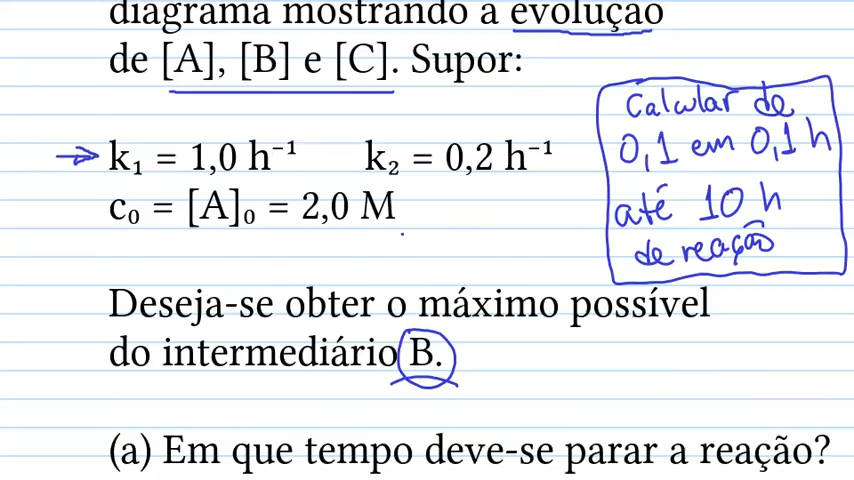 diagrama mostrando a evolução
de [A], [B] e [C]. Supor:
Calcular de
0,1 em 0,1 h
até 10 h
de reação
→ k₁ = 1,0 h⁻¹ k₂ = 0,2 h⁻¹
c₀ = [A]₀ = 2,0 M
Deseja-se obter o máximo possível
do intermediário B.
(a) Em que tempo deve-se parar a reação?